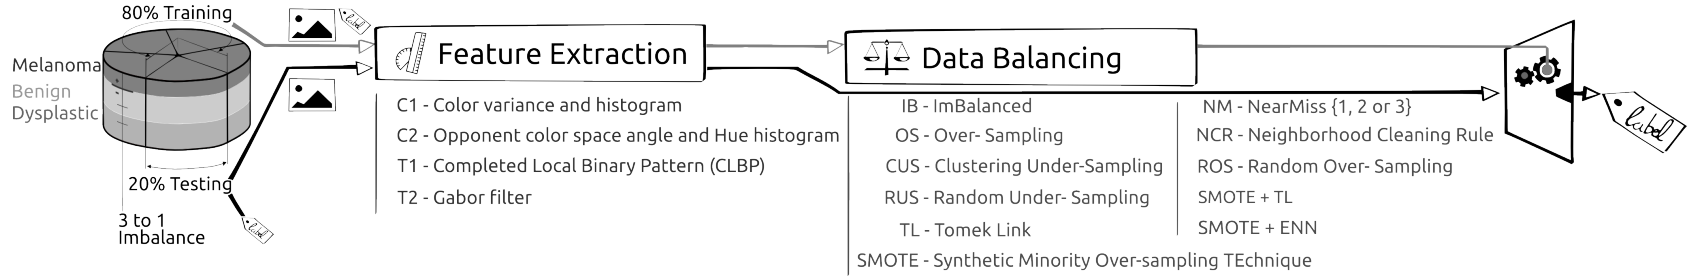 80% Training
label
Melanoma
Benign
Dysplastic
20% Testing
3 to 1
Imbalance
label
Feature Extraction
C1 - Color variance and histogram
C2 - Opponent color space angle and Hue histogram
T1 - Completed Local Binary Pattern (CLBP)
T2 - Gabor filter
Data Balancing
IB - ImBalanced
OS - Over- Sampling
CUS - Clustering Under-Sampling
RUS - Random Under- Sampling
TL - Tomek Link
SMOTE - Synthetic Minority Over-sampling TEchnique
NM - NearMiss {1, 2 or 3}
NCR - Neighborhood Cleaning Rule
ROS - Random Over- Sampling
SMOTE + TL
SMOTE + ENN
label